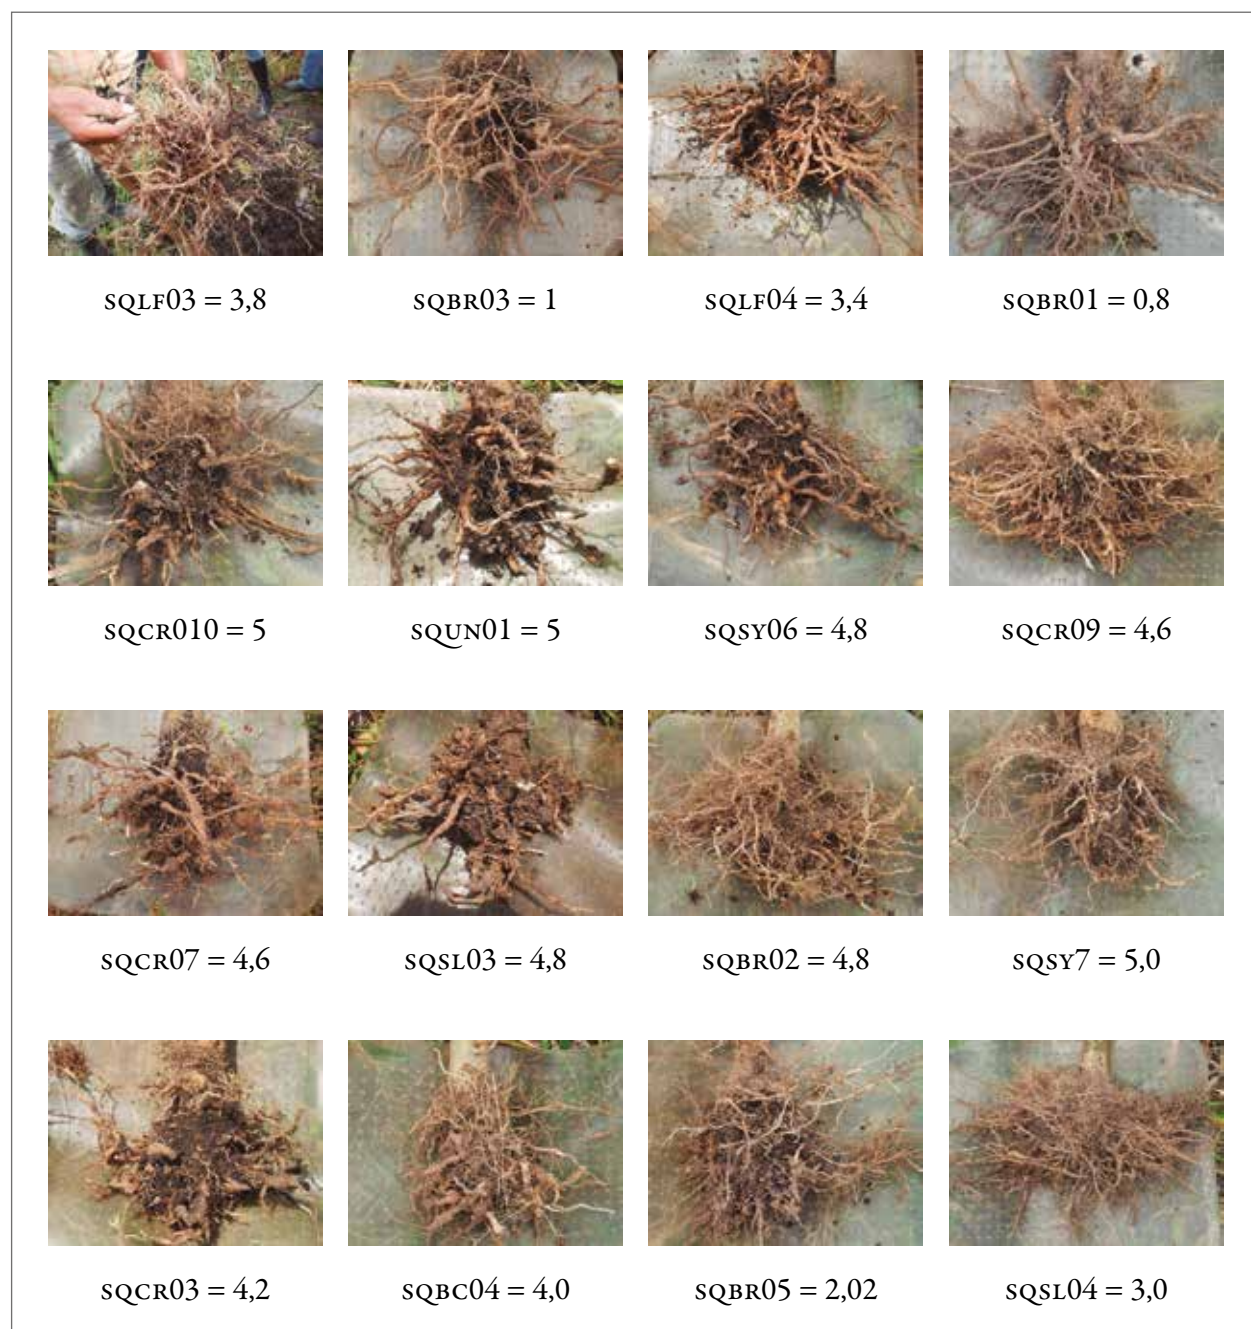 SQLF03 = 3,8
SQBR03 = 1
SQLF04 = 3,4
SQBR01 = 0,8
SQCR010 = 5
SQUN01 = 5
SQSY06 = 4,8
SQCR09 = 4,6
SQCR07 = 4,6
SQSL03 = 4,8
SQBR02 = 4,8
SQSY7 = 5,0
SQCR03 = 4,2
SQBC04 = 4,0
SQBR05 = 2,02
SQSL04 = 3,0